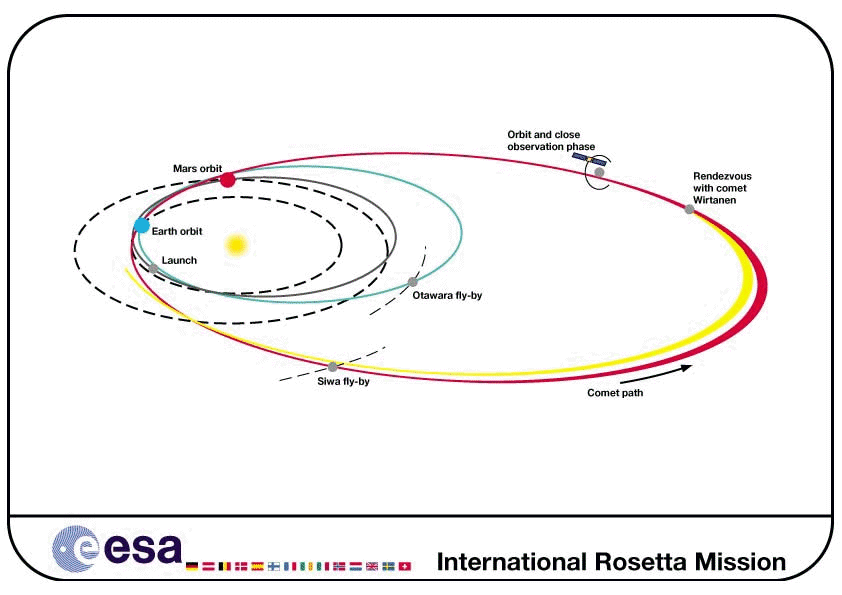 Orbit and close
observation phase
Mars orbit
Rendezvous
with comet
Wirtanen
Earth orbit
Launch
Otawara fly-by
Siwa fly-by
Comet path
esa
International Rosetta Mission